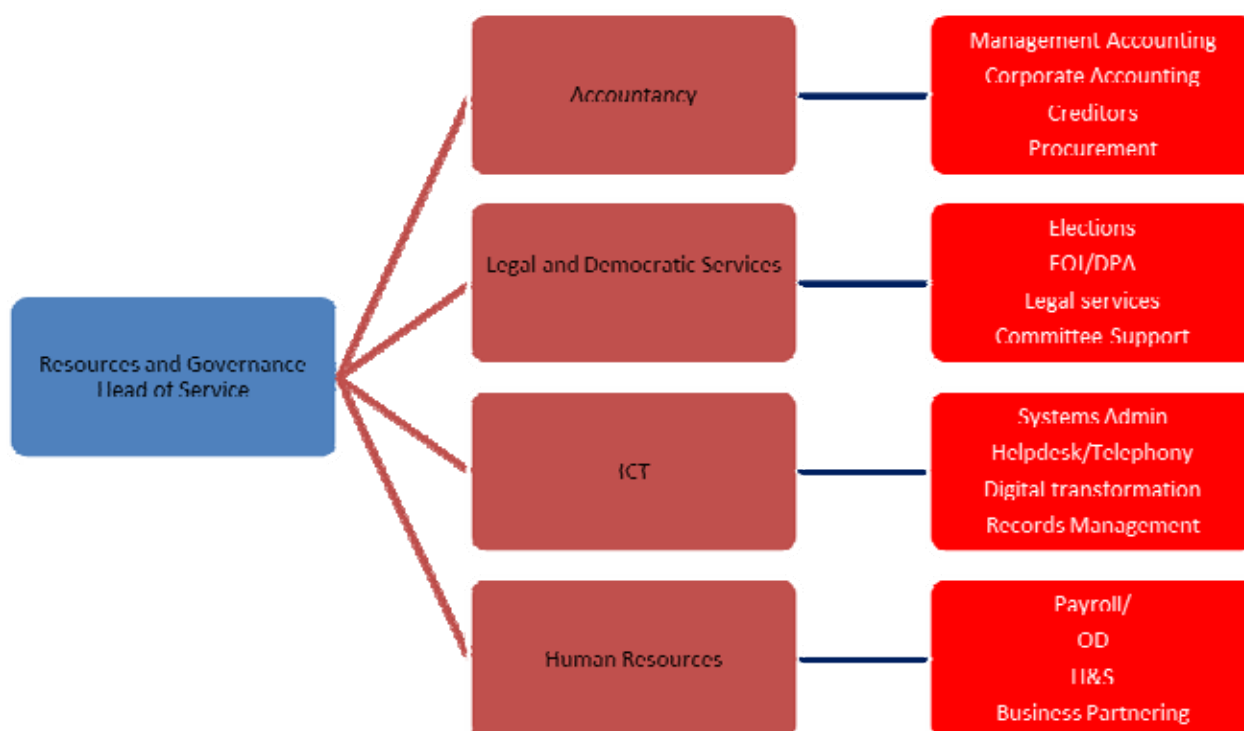 Resources and Governance
Head of Service
Accountancy
Management Accounting
Corporate Accounting
Creditors
Procurement
Legal and Democratic Services
Elections
FOI/DPA
Legal services
Committee Support
ICT
Systems Admin
Helpdesk/Telephony
Digital transformation
Records Management
Human Resources
Payroll/
OD
H&S
Business Partnering